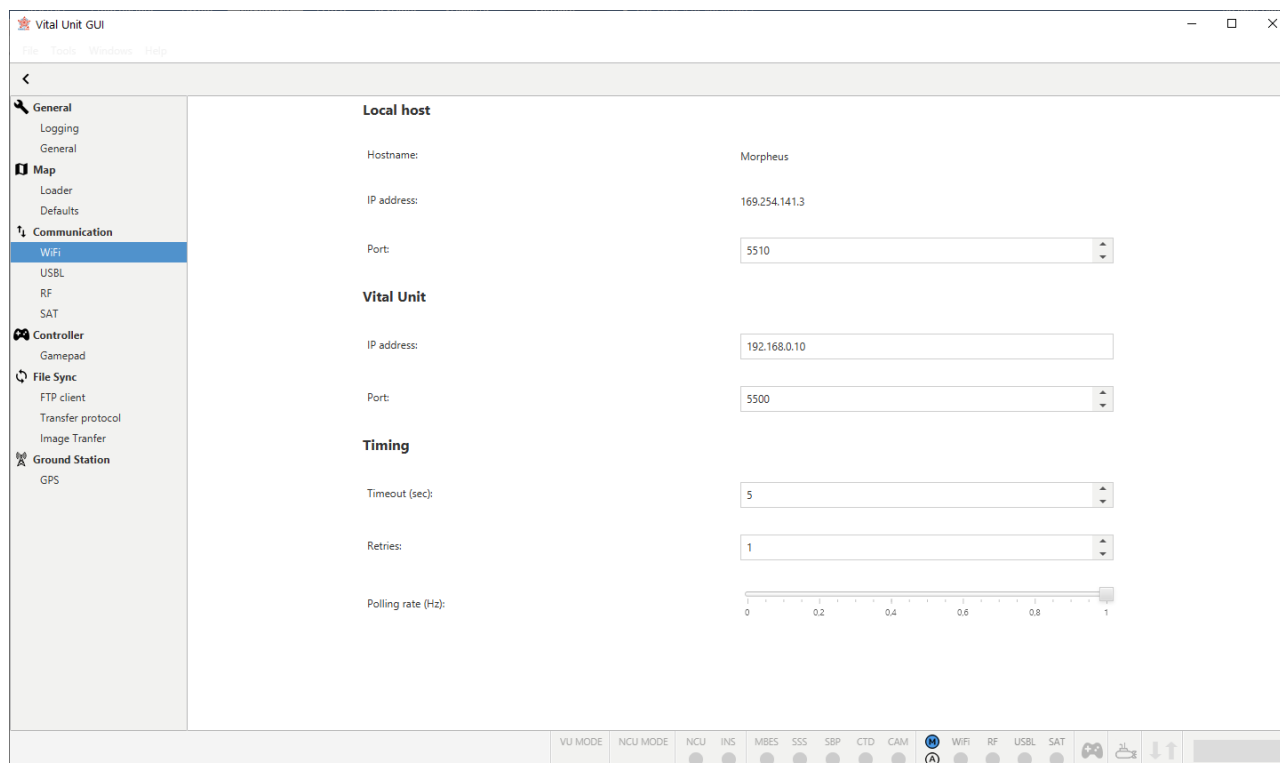 Vital Unit GUI
File Tools Windows Help
General
Logging
General
Map
Loader
Defaults
Communication
WiFi
USBL
RF
SAT
Controller
Gamepad
File Sync
FTP client
Transfer protocol
Image Tranfer
Ground Station
GPS
Local host
Hostname: Morpheus
IP address: 169.254.141.3
Port: 5510
Vital Unit
IP address: 192.168.0.10
Port: 5500
Timing
Timeout (sec): 5
Retries: 1
Polling rate (Hz):
0 0.2 0.4 0.6 0.8 1
VU MODE NCU MODE NCU INS MBES SSS SBP CTD CAM M WiFi RF USBL SAT
A